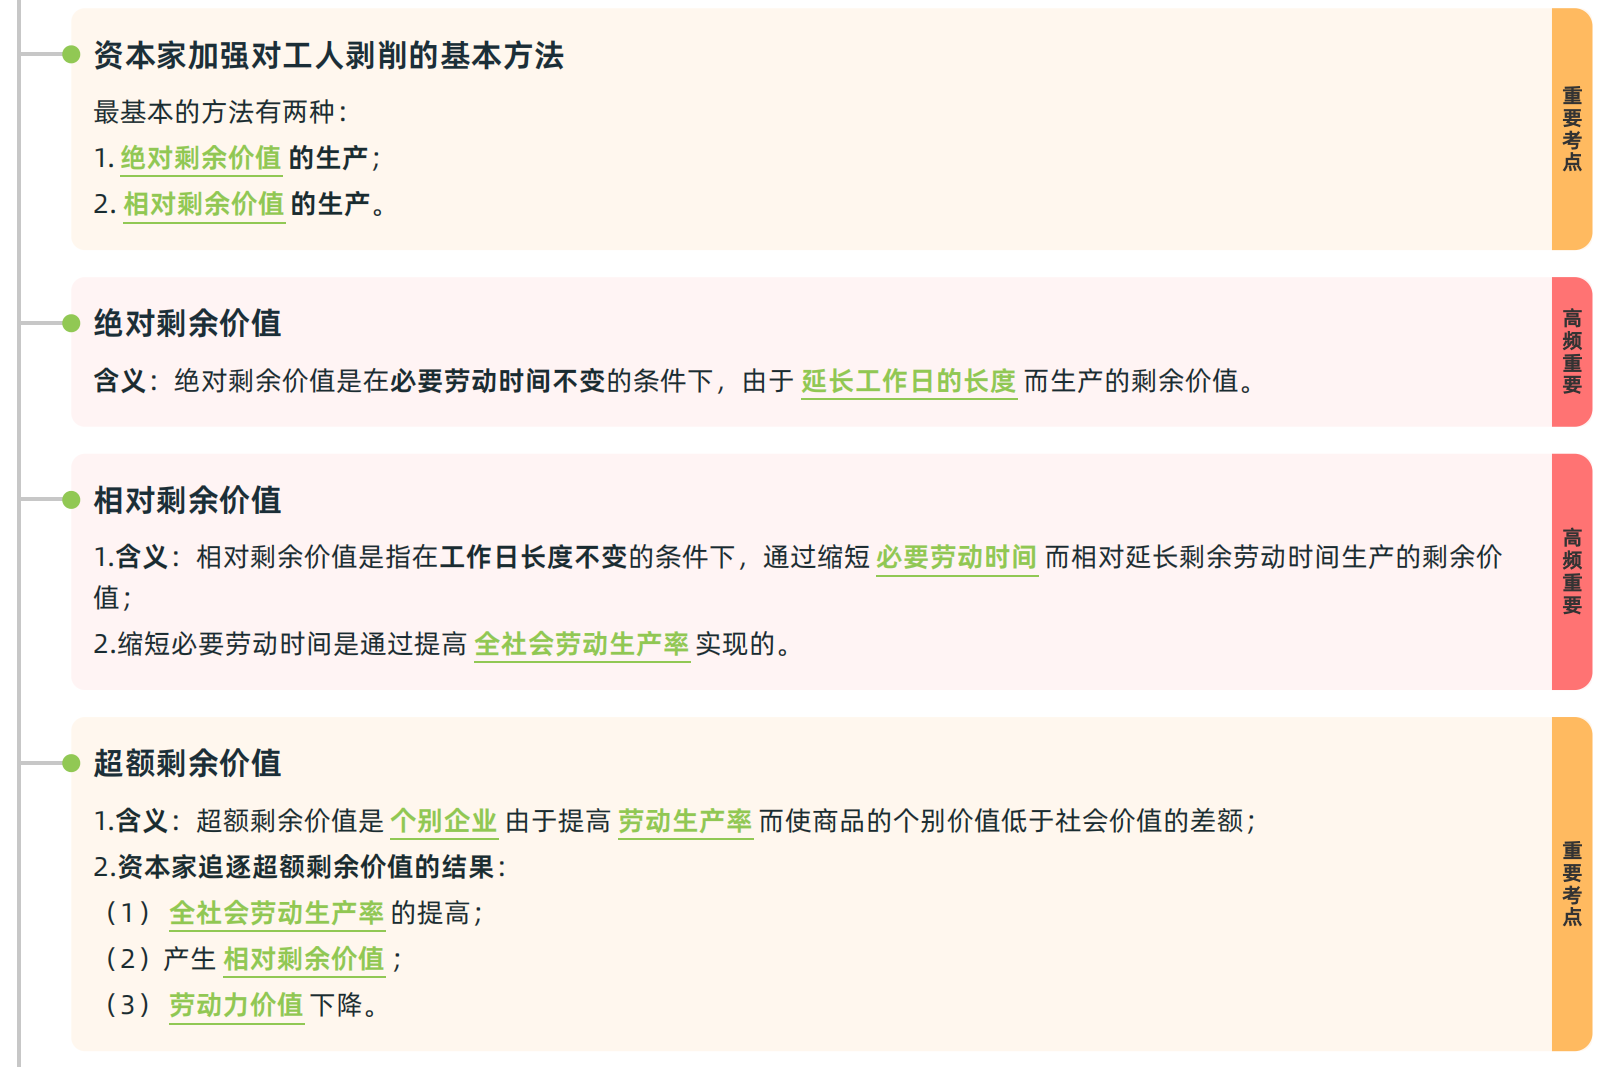 资本家加强对工人剥削的基本方法
最基本的方法有两种：
1. 绝对剩余价值 的生产；
2. 相对剩余价值 的生产。
重要考点
绝对剩余价值
含义：绝对剩余价值是在必要劳动时间不变的条件下，由于 延长工作日的长度 而生产的剩余价值。
高频重要
相对剩余价值
1.含义：相对剩余价值是指在工作日长度不变的条件下，通过缩短 必要劳动时间 而相对延长剩余劳动时间生产的剩余价
值；
2.缩短必要劳动时间是通过提高 全社会劳动生产率 实现的。
高频重要
超额剩余价值
1.含义：超额剩余价值是 个别企业 由于提高 劳动生产率 而使商品的个别价值低于社会价值的差额；
2.资本家追逐超额剩余价值的结果：
（1） 全社会劳动生产率 的提高；
（2）产生 相对剩余价值 ；
（3） 劳动力价值 下降。
重要考点